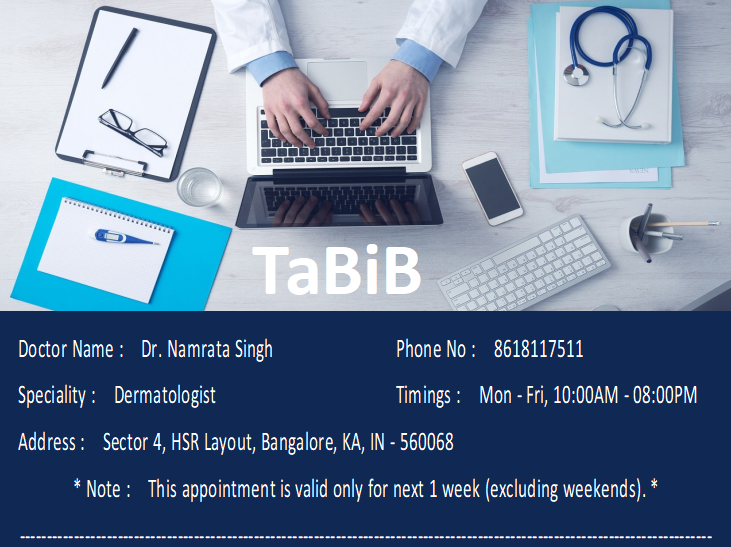 TaBiB
Doctor Name : Dr. Namrata Singh Phone No : 8618117511
Speciality : Dermatologist Timings : Mon - Fri, 10:00AM - 08:00PM
Address : Sector 4, HSR Layout, Bangalore, KA, IN - 560068
* Note : This appointment is valid only for next 1 week (excluding weekends). *